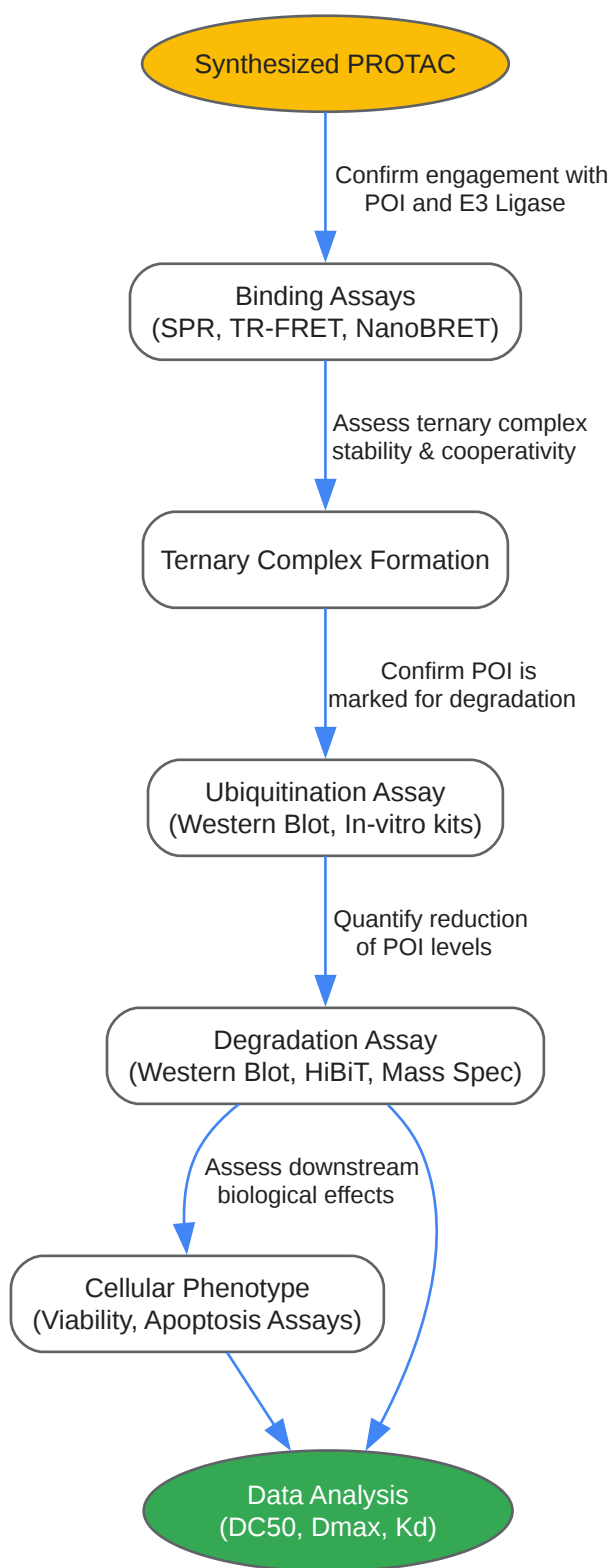 Synthesized PROTAC
Confirm engagement with
POI and E3 Ligase
Binding Assays
(SPR, TR-FRET, NanoBRET)
Assess ternary complex
stability & cooperativity
Ternary Complex Formation
Confirm POI is
marked for degradation
Ubiquitination Assay
(Western Blot, In-vitro kits)
Quantify reduction
of POI levels
Degradation Assay
(Western Blot, HiBiT, Mass Spec)
Assess downstream
biological effects
Cellular Phenotype
(Viability, Apoptosis Assays)
Data Analysis
(DC50, Dmax, Kd)